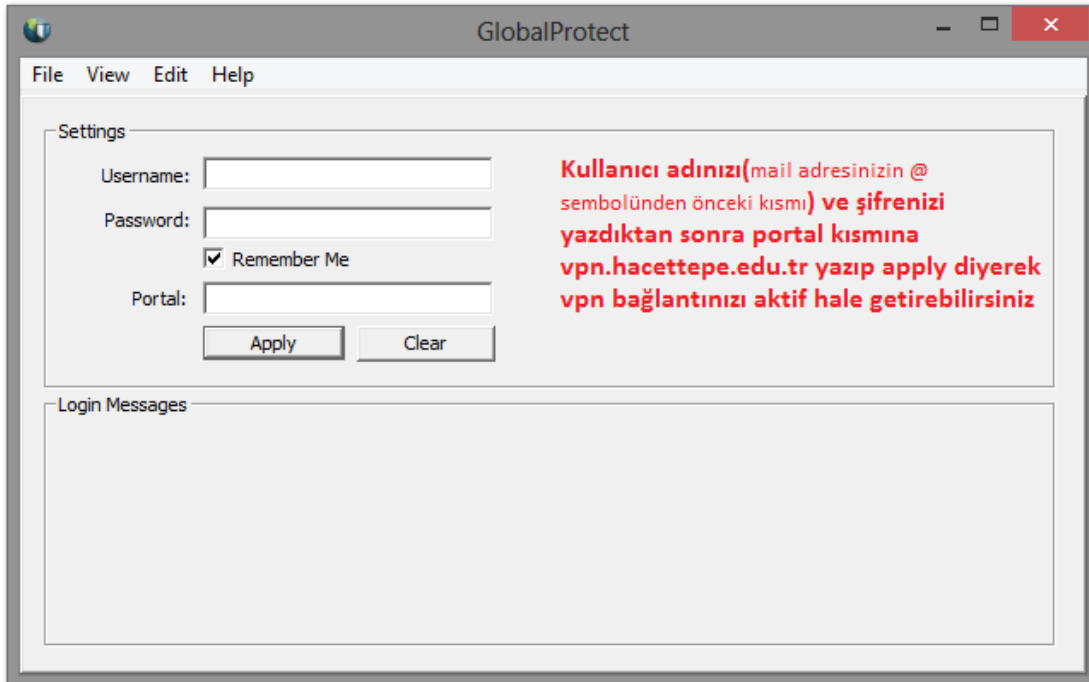 GlobalProtect
File View Edit Help
Settings
Username:
Password:
Remember Me
Portal:
Apply Clear
Kullanıcı adınızı(mail adresinizin @
sembolünden önceki kısmı) ve şifrenizi
yazdıktan sonra portal kısmına
vpn.hacettepe.edu.tr yazıp apply diyerek
vpn bağlantınızı aktif hale getirebilirsiniz
Login Messages